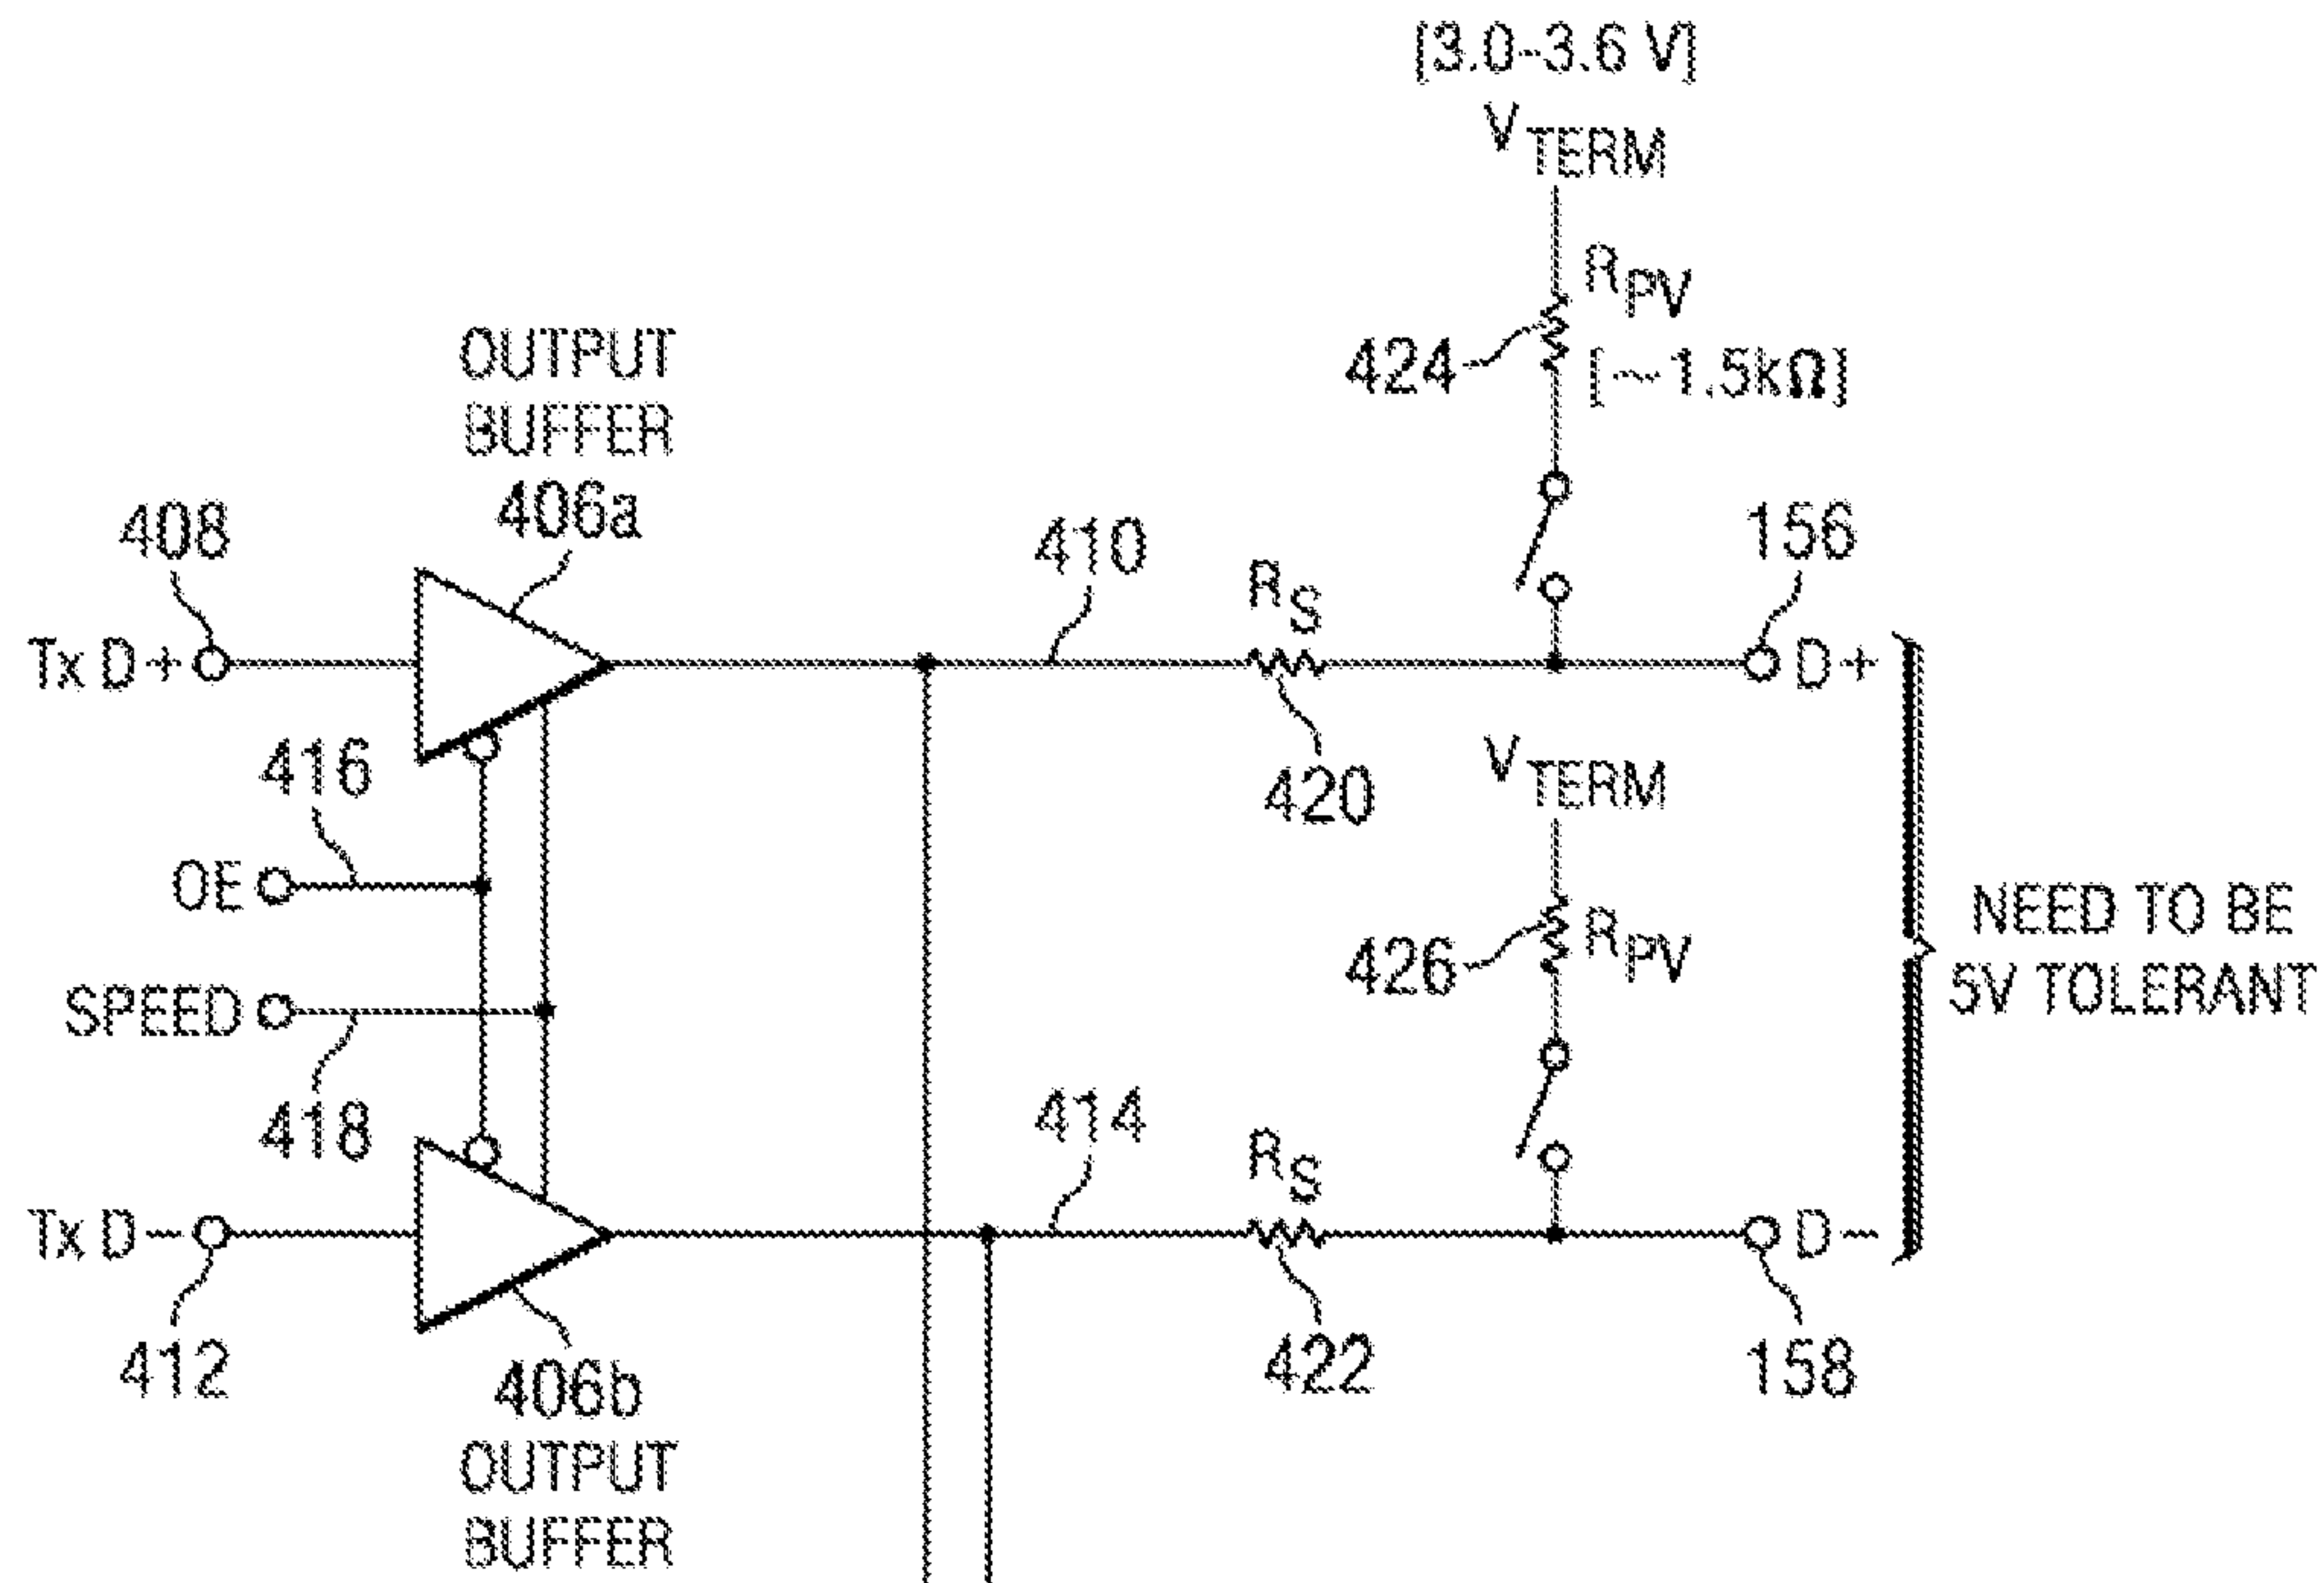 [3.0-3.6 V]
VTERM
RPV
424
[~1.5kΩ]
OUTPUT
BUFFER
406a
408
410
RS
156
Tx D+
D+
416
420
VTERM
OE
426
RPV
NEED TO BE
5V TOLERANT
SPEED
418
414
RS
Tx D−
D−
412
406b
OUTPUT
BUFFER
422
158